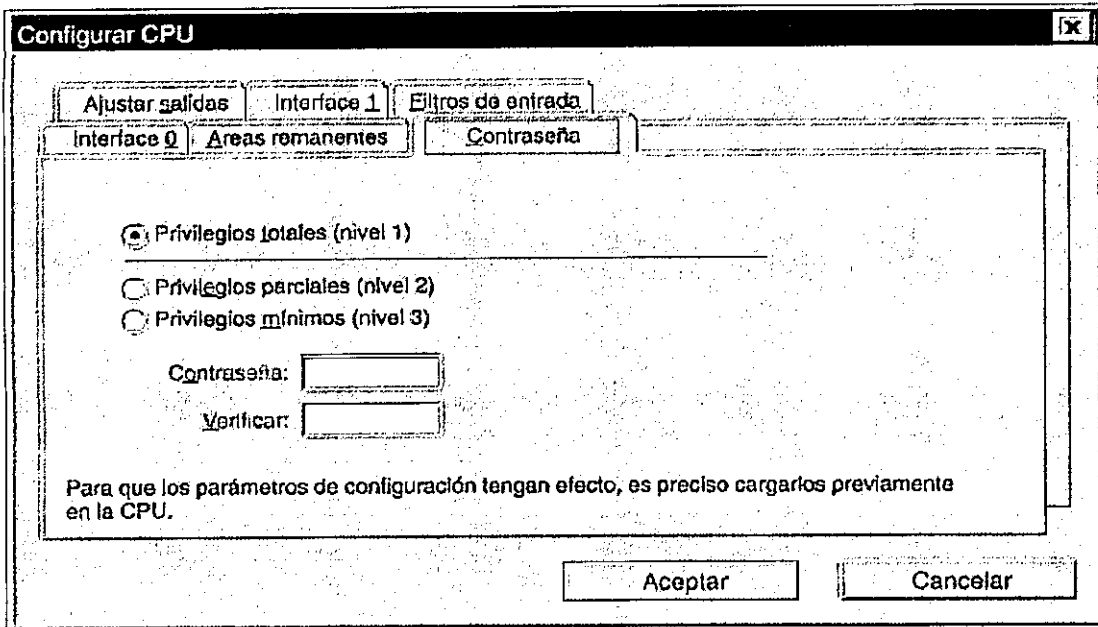 Configurar CPU
Ajustar salidas Interface 1 Filtros de entrada
Interface 0 Areas remanentes Contraseña
Privilegios totales (nivel 1)
Privilegios parciales (nivel 2)
Privilegios mínimos (nivel 3)
Contraseña:
Verificar:
Para que los parámetros de configuración tengan efecto, es preciso cargarlos previamente
en la CPU.
Aceptar Cancelar